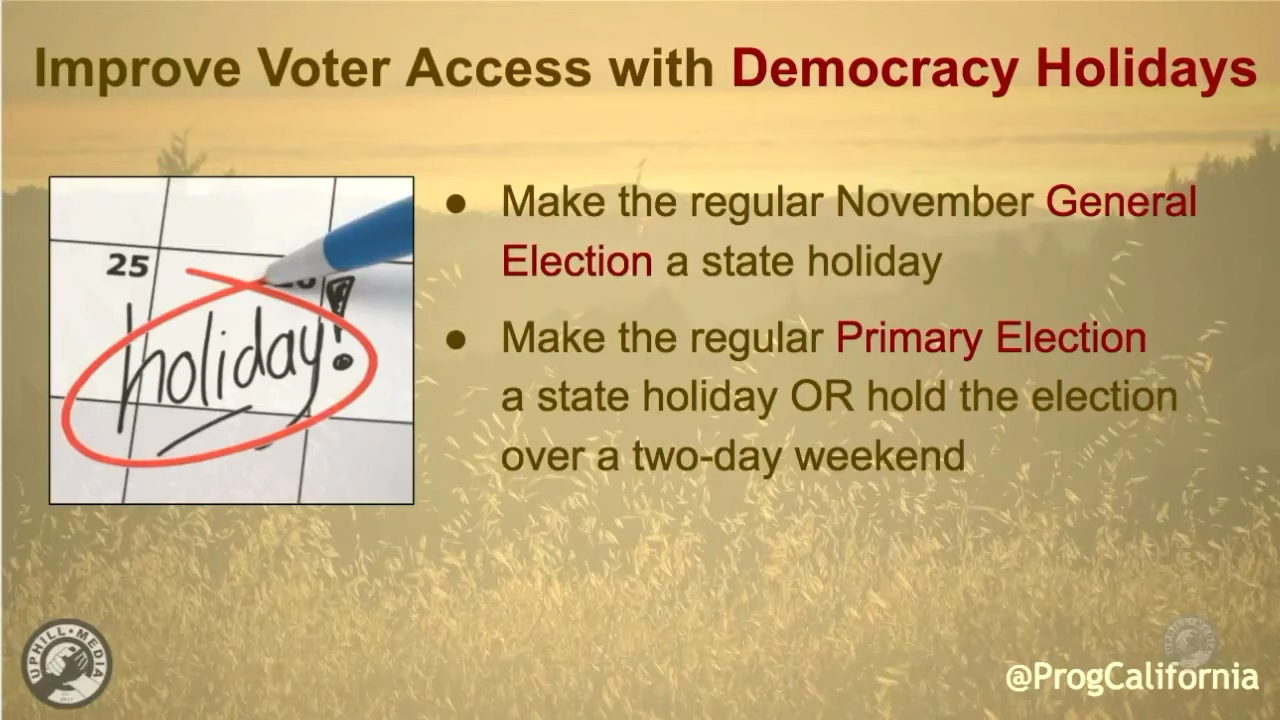 Improve Voter Access with Democracy Holidays
25
holiday!
● Make the regular November General
Election a state holiday
● Make the regular Primary Election
a state holiday OR hold the election
over a two-day weekend
UPHILL • MEDIA
@ProgCalifornia